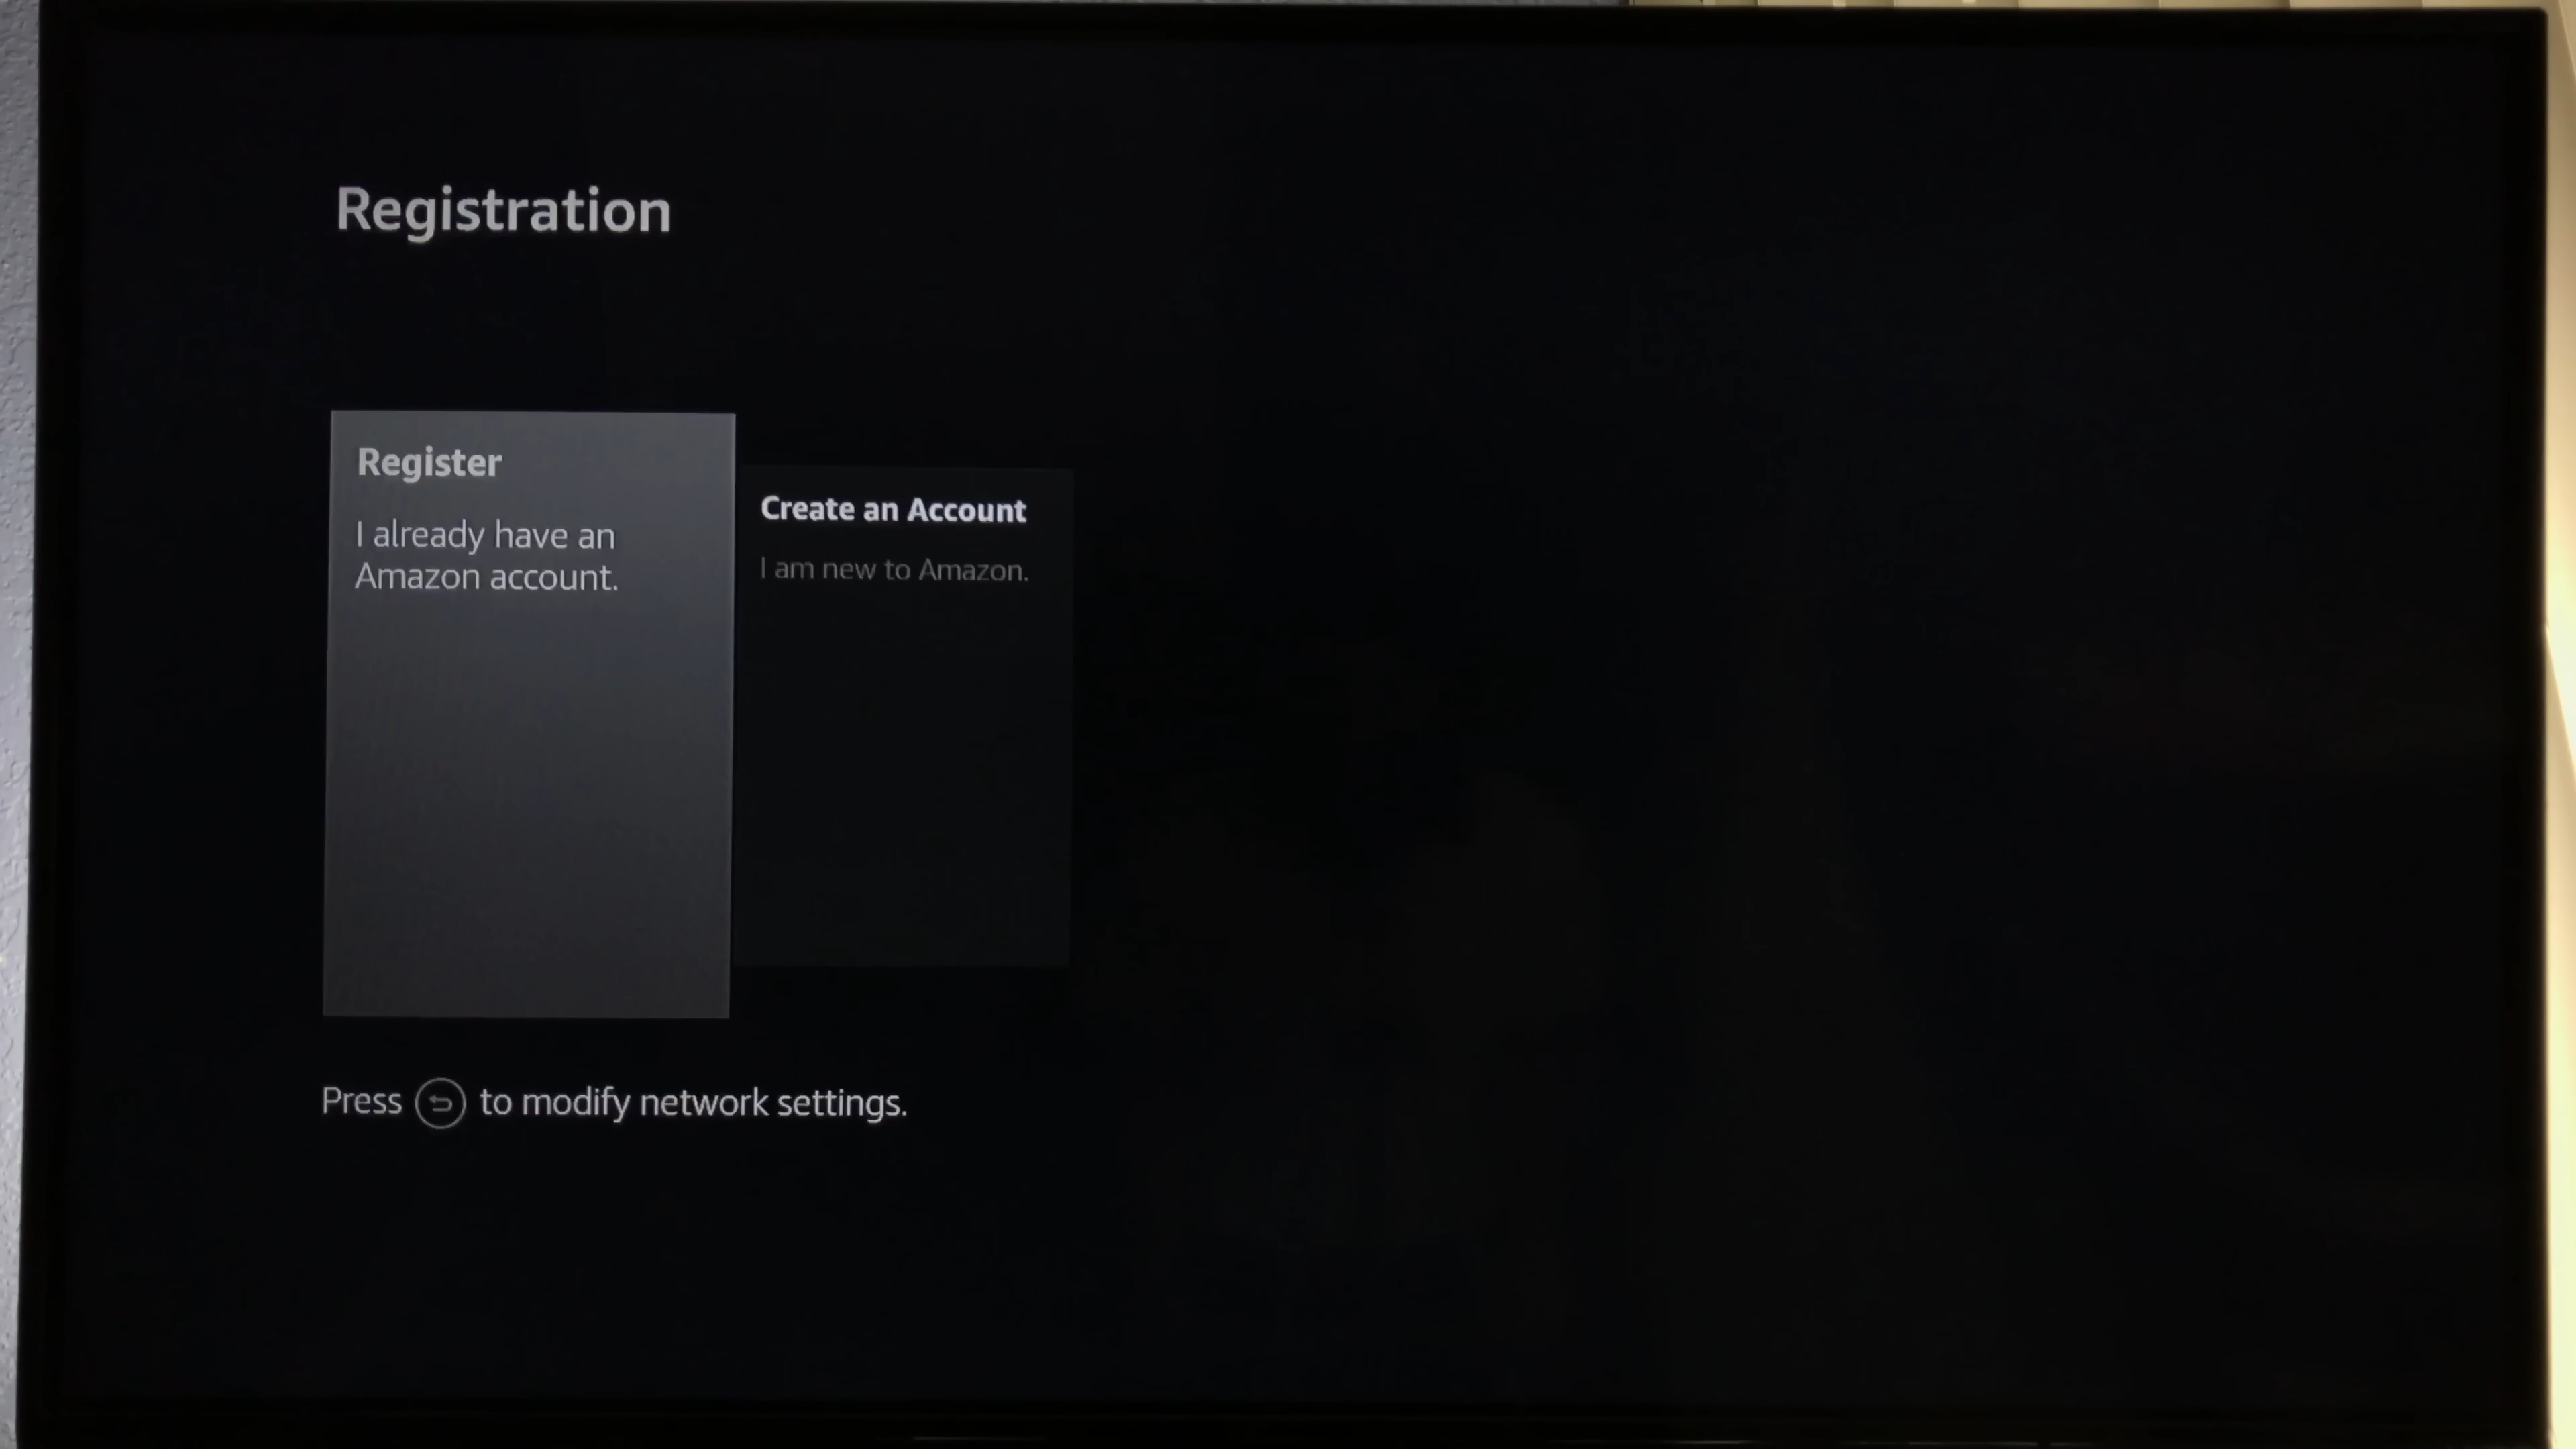 Registration
Register
I already have an
Amazon account.
Create an Account
I am new to Amazon.
Press to modify network settings.